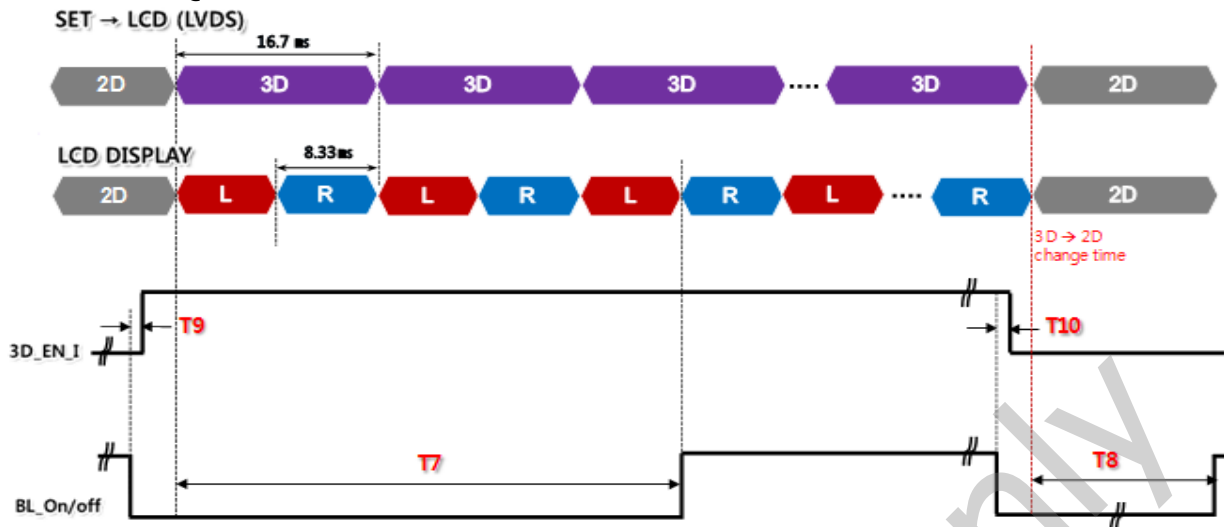 SET → LCD (LVDS)
16.7 ms
2D 3D 3D 3D .... 3D 2D
LCD DISPLAY
8.33ms
2D L R L R L R L .... R 2D
3D → 2D
change time
T9 T10
3D_EN_I
T7 T8
BL_On/off
nly